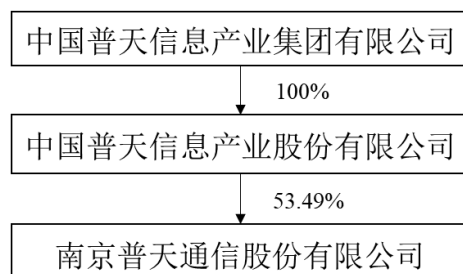 中国普天信息产业集团有限公司
100%
中国普天信息产业股份有限公司
53.49%
南京普天通信股份有限公司